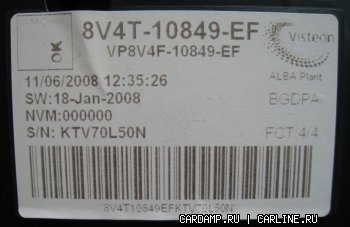 8V4T-10849-EF
VP8V4F-10849-EF
Visteon
OK
ALBA Plant
11/06/2008 12:35:26
SW:18-Jan-2008
BGDPA
NVM:000000
S/N: KTV70L50N
FCT:4/4
"8V4T10849EFKTV70L50N"
CARDAMP.RU | CARLINE.RU